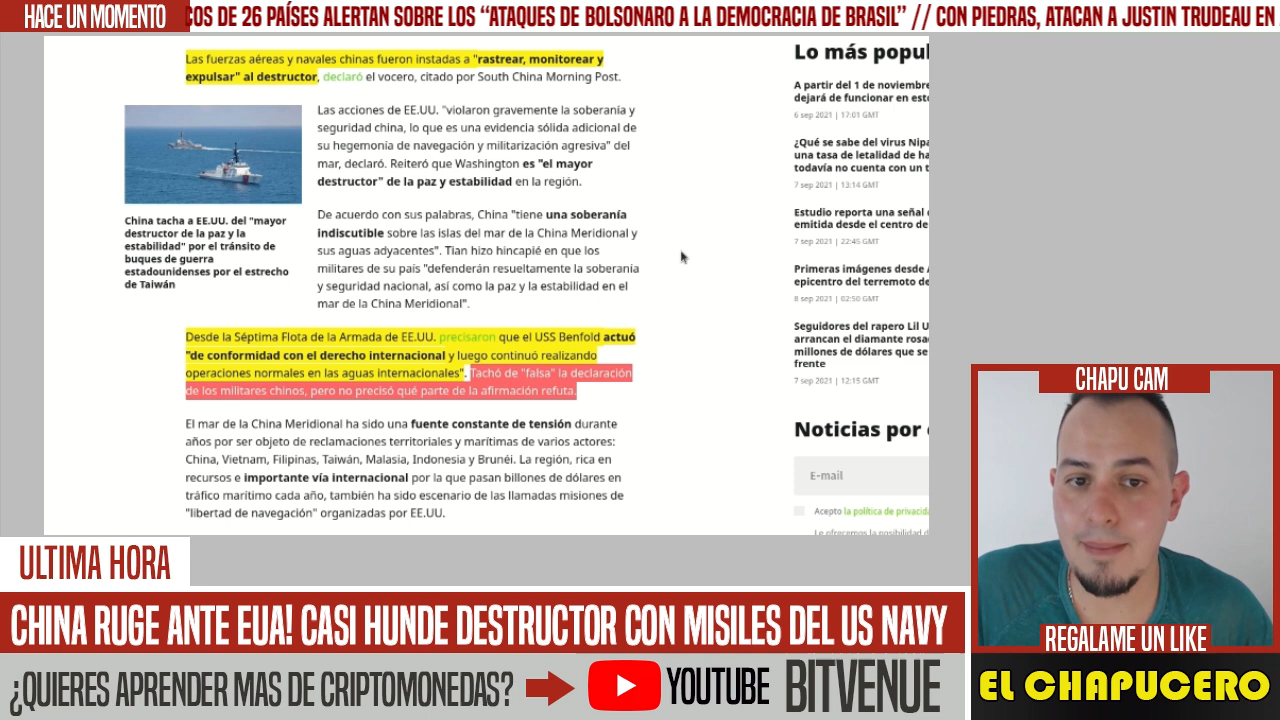 HACE UN MOMENTO
COS DE 26 PAÍSES ALERTAN SOBRE LOS “ATAQUES DE BOLSONARO A LA DEMOCRACIA DE BRASIL” // CON PIEDRAS, ATACAN A JUSTIN TRUDEAU EN
Las fuerzas aéreas y navales chinas fueron instadas a "rastrear, monitorear y
expulsar" al destructor, declaró el vocero, citado por South China Morning Post.
Las acciones de EE.UU. "violaron gravemente la soberanía y
seguridad china, lo que es una evidencia sólida adicional de
su hegemonía de navegación y militarización agresiva" del
mar, declaró. Reiteró que Washington es "el mayor
destructor" de la paz y estabilidad en la región.
China tacha a EE.UU. del "mayor
destructor de la paz y la
estabilidad" por el tránsito de
buques de guerra
estadounidenses por el estrecho
de Taiwán
De acuerdo con sus palabras, China "tiene una soberanía
indiscutible sobre las islas del mar de la China Meridional y
sus aguas adyacentes". Tian hizo hincapié en que los
militares de su país "defenderán resueltamente la soberanía
y seguridad nacional, así como la paz y la estabilidad en el
mar de la China Meridional".
Desde la Séptima Flota de la Armada de EE.UU. precisaron que el USS Benfold actuó
"de conformidad con el derecho internacional y luego continuó realizando
operaciones normales en las aguas internacionales". Tachó de "falsa" la declaración
de los militares chinos, pero no precisó qué parte de la afirmación refuta.
El mar de la China Meridional ha sido una fuente constante de tensión durante
años por ser objeto de reclamaciones territoriales y marítimas de varios actores:
China, Vietnam, Filipinas, Taiwán, Malasia, Indonesia y Brunéi. La región, rica en
recursos e importante vía internacional por la que pasan billones de dólares en
tráfico marítimo cada año, también ha sido escenario de las llamadas misiones de
"libertad de navegación" organizadas por EE.UU.
Lo más popul
A partir del 1 de noviembre
dejará de funcionar en esto
6 sep 2021 | 17:01 GMT
¿Qué se sabe del virus Nipa
una tasa de letalidad de ha
todavía no cuenta con un t
7 sep 2021 | 13:14 GMT
Estudio reporta una señal
emitida desde el centro de
7 sep 2021 | 22:45 GMT
Primeras imágenes desde A
epicentro del terremoto de
8 sep 2021 | 02:50 GMT
Seguidores del rapero Lil U
arrancan el diamante rosa
millones de dólares que se
frente
7 sep 2021 | 12:15 GMT
Noticias por
E-mail
Acepto la política de privacida
Le ofrecemos la posibilidad d
CHAPU CAM
REGALAME UN LIKE
EL CHAPUCERO
ULTIMA HORA
CHINA RUGE ANTE EUA! CASI HUNDE DESTRUCTOR CON MISILES DEL US NAVY
¿QUIERES APRENDER MAS DE CRIPTOMONEDAS?
YOUTUBE
BITVENUE